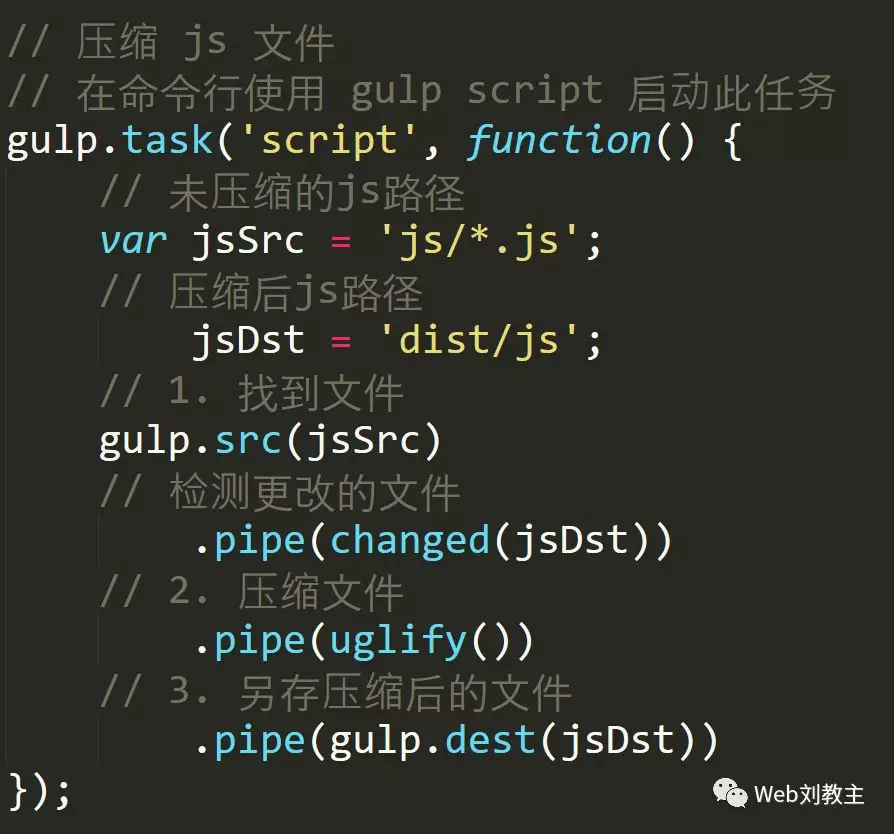 // 压缩 js 文件
// 在命令行使用 gulp script 启动此任务
gulp.task('script', function() {
    // 未压缩的js路径
    var jsSrc = 'js/*.js';
    // 压缩后js路径
        jsDst = 'dist/js';
    // 1. 找到文件
    gulp.src(jsSrc)
    // 检测更改的文件
        .pipe(changed(jsDst))
    // 2. 压缩文件
        .pipe(uglify())
    // 3. 另存压缩后的文件
        .pipe(gulp.dest(jsDst))
});
Web刘教主